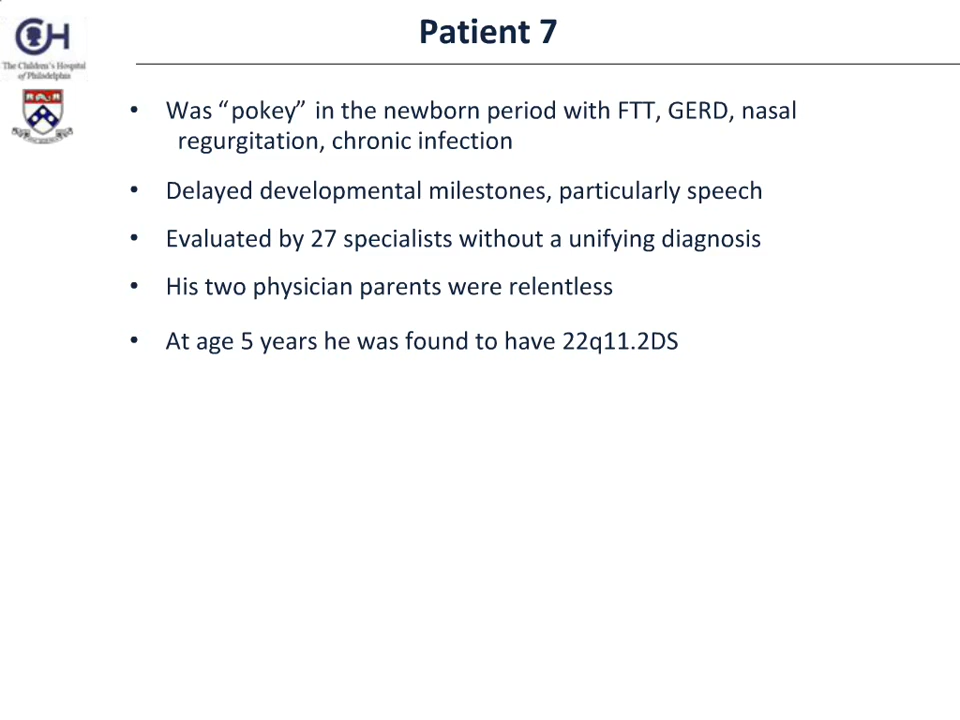 Patient 7
The Children's Hospital
of Philadelphia
• Was “pokey” in the newborn period with FTT, GERD, nasal
regurgitation, chronic infection
• Delayed developmental milestones, particularly speech
• Evaluated by 27 specialists without a unifying diagnosis
• His two physician parents were relentless
• At age 5 years he was found to have 22q11.2DS